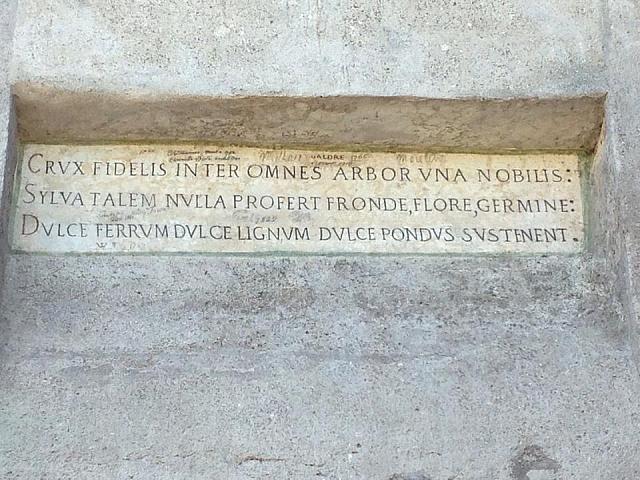 CRVX FIDELIS INTER OMNES ARBOR VNA NOBILIS:
SYLVA TALEM NVLLA PROFERT FRONDE, FLORE, GERMINE:
DVLCE FERRVM DVLCE LIGNVM DVLCE PONDVS SVSTENENT.